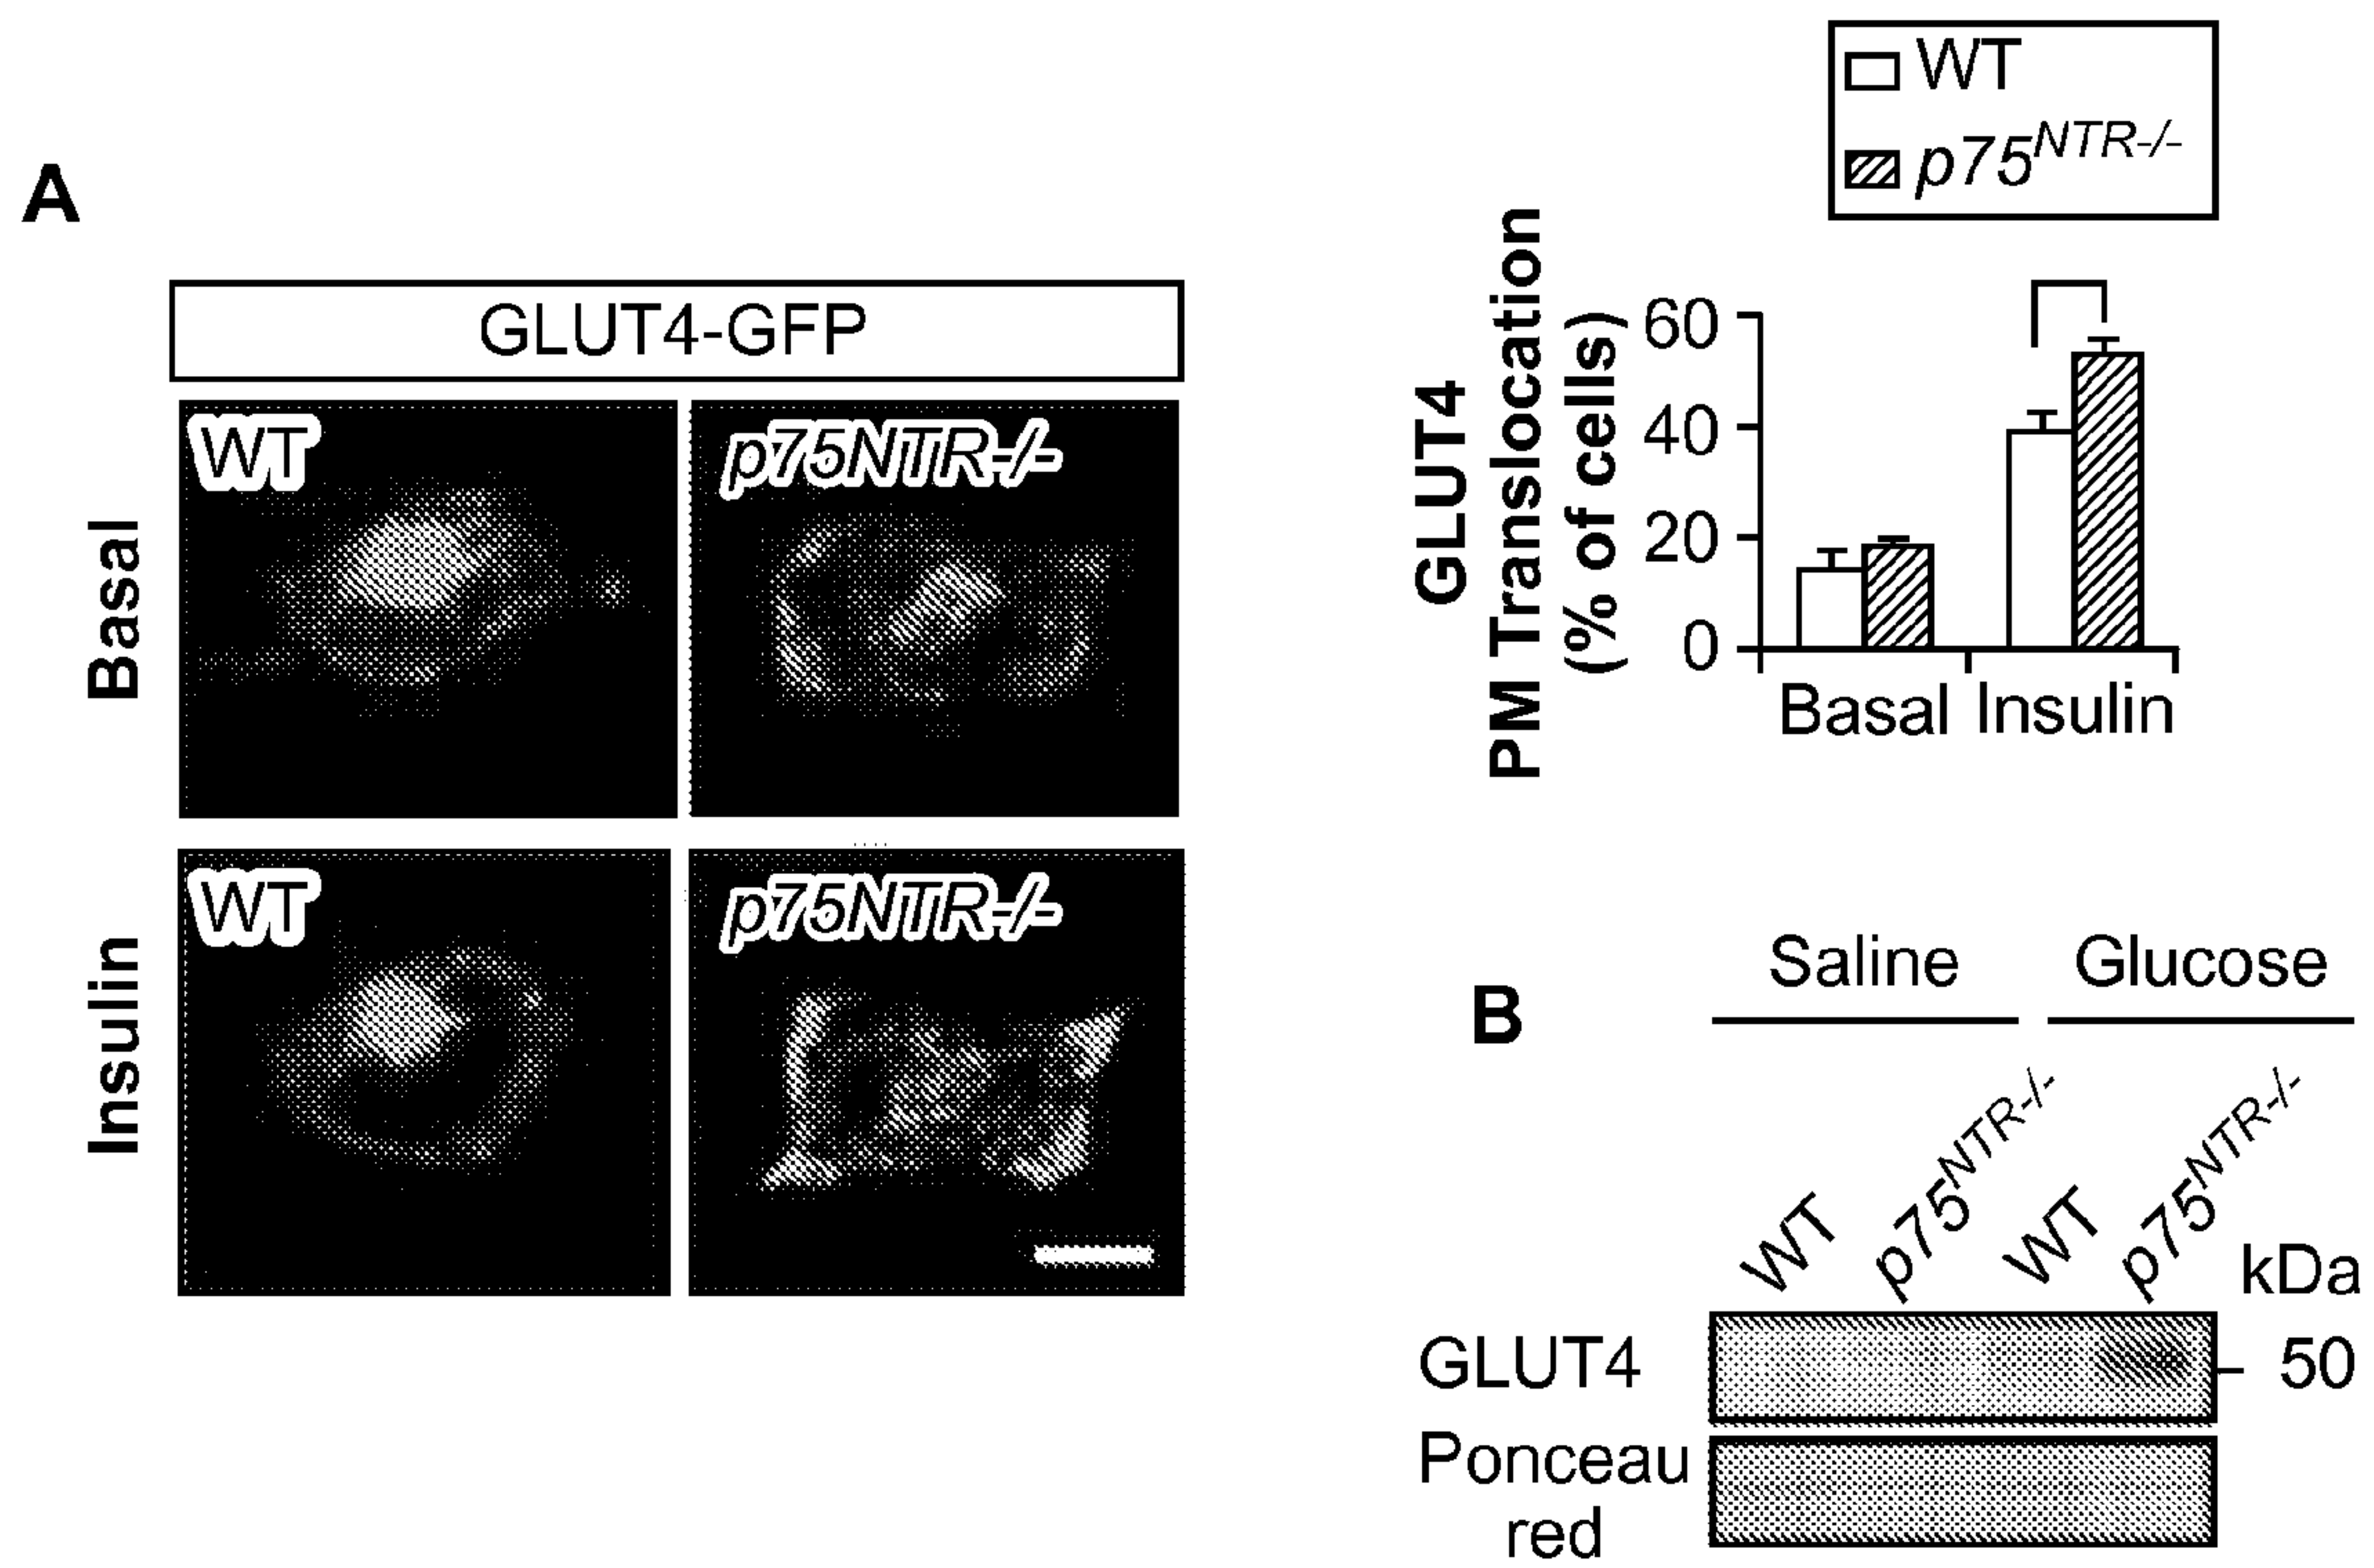 A
GLUT4-GFP
Basal
WT
p75NTR-/-
Insulin
WT
p75NTR-/-
WT
p75NTR-/-
GLUT4
PM Translocation
(% of cells)
60
40
20
0
Basal Insulin
B
Saline Glucose
WT p75NTR-/- WT p75NTR-/-
kDa
GLUT4
50
Ponceau
red